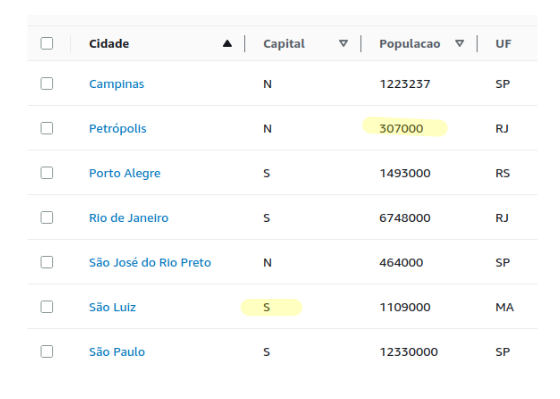 Cidade Capital Populacao UF
Campinas N 1223237 SP
Petrópolis N 307000 RJ
Porto Alegre S 1493000 RS
Rio de Janeiro S 6748000 RJ
São José do Rio Preto N 464000 SP
São Luiz S 1109000 MA
São Paulo S 12330000 SP